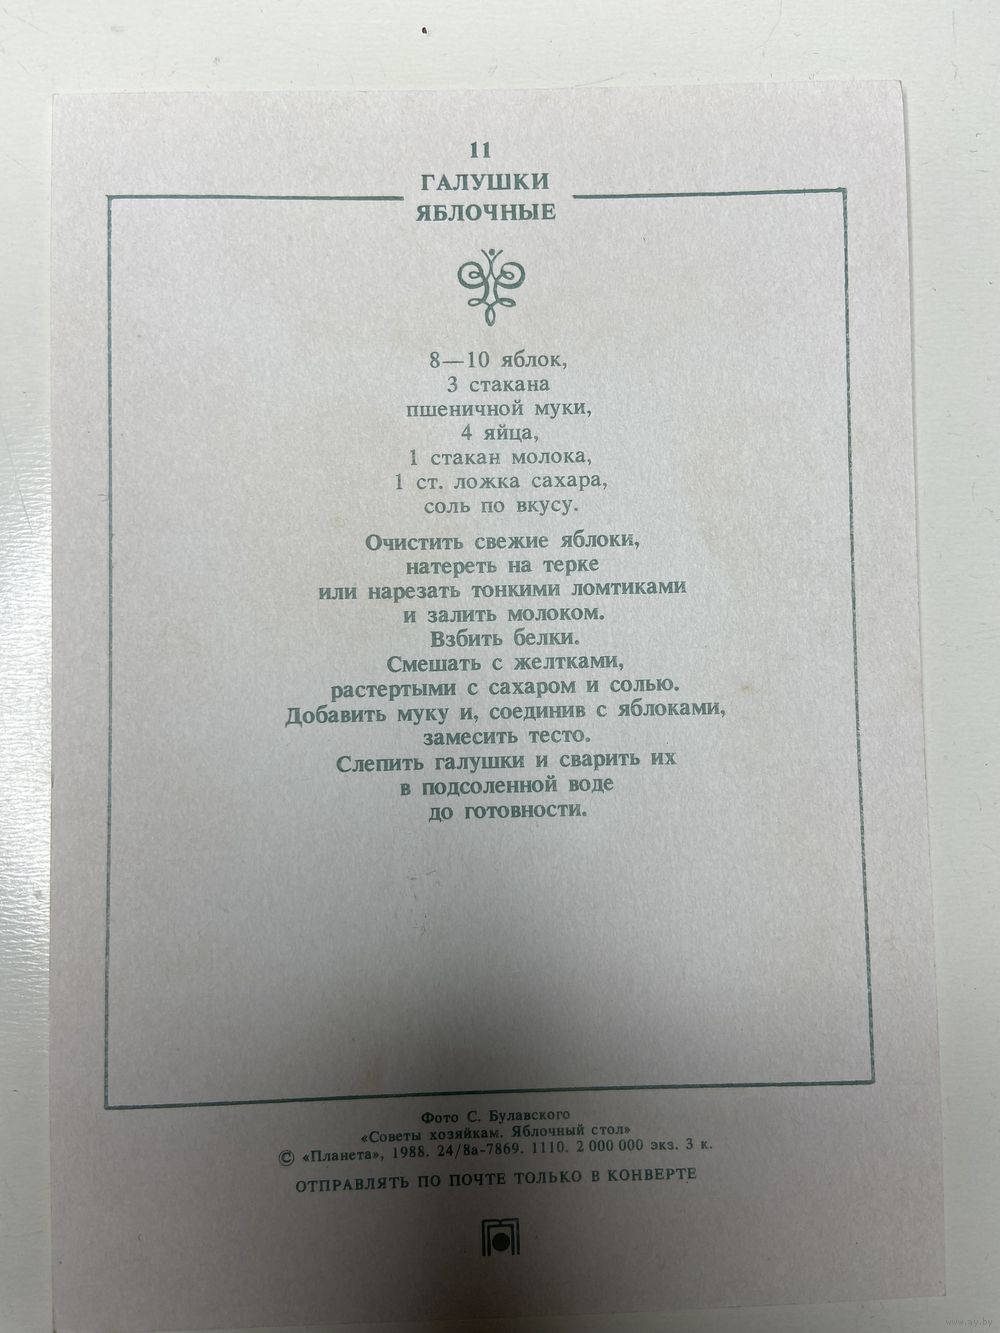 11
ГАЛУШКИ
ЯБЛОЧНЫЕ
8—10 яблок,
3 стакана
пшеничной муки,
4 яйца,
1 стакан молока,
1 ст. ложка сахара,
соль по вкусу.
Очистить свежие яблоки,
натереть на терке
или нарезать тонкими ломтиками
и залить молоком.
Взбить белки.
Смешать с желтками,
растертыми с сахаром и солью.
Добавить муку и, соединив с яблоками,
замесить тесто.
Слепить галушки и сварить их
в подсоленной воде
до готовности.
Фото С. Булавского
«Советы хозяйкам. Яблочный стол»
© «Планета», 1988. 24/8а-7869. 1110. 2 000 000 экз. 3 к.
ОТПРАВЛЯТЬ ПО ПОЧТЕ ТОЛЬКО В КОНВЕРТЕ
www.ay.by